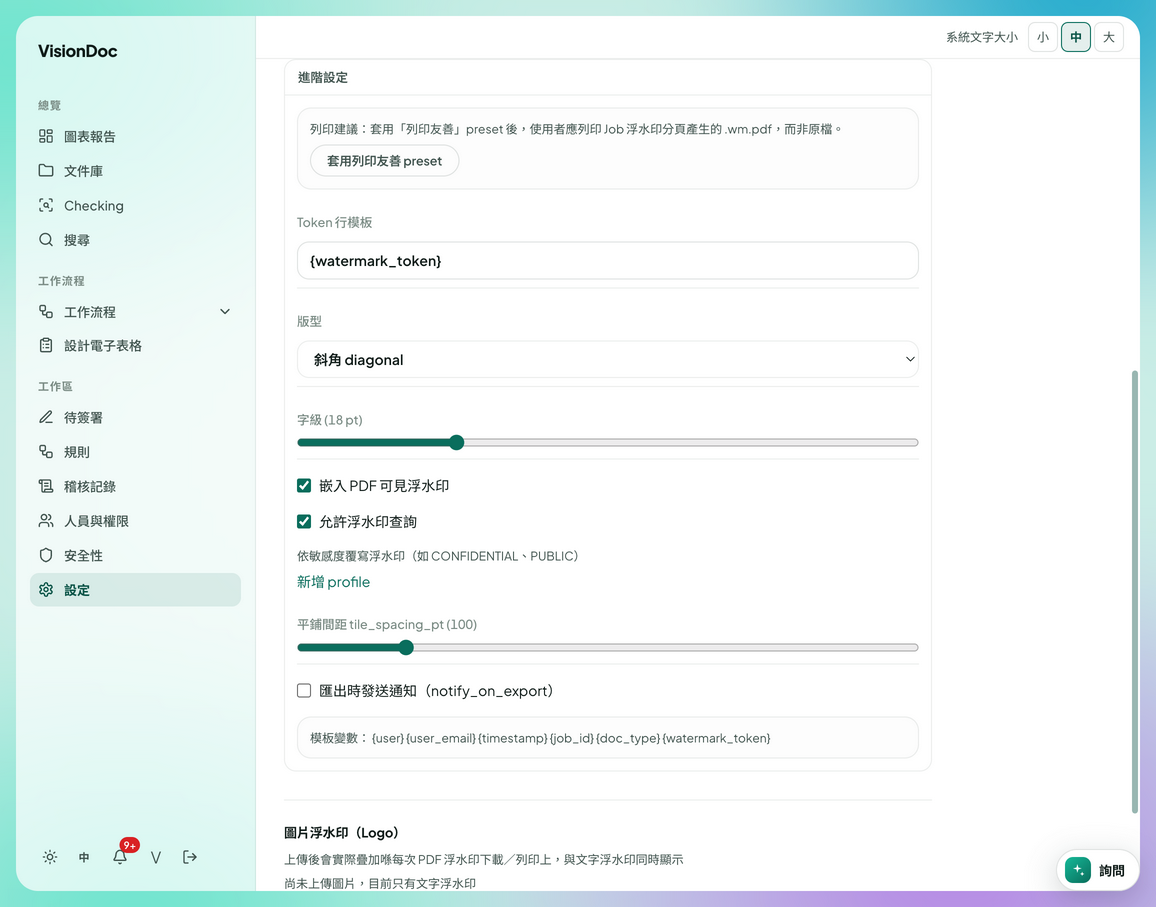 VisionDoc
總覽
圖表報告
文件庫
Checking
搜尋
工作流程
工作流程
設計電子表格
工作區
待簽署
規則
稽核記錄
人員與權限
安全性
設定
中
9+
V
系統文字大小 小 中 大
進階設定
列印建議：套用「列印友善」preset 後，使用者應列印 Job 浮水印分頁產生的 .wm.pdf，而非原檔。
套用列印友善 preset
Token 行模板
{watermark_token}
版型
斜角 diagonal
字級 (18 pt)
嵌入 PDF 可見浮水印
允許浮水印查詢
依敏感度覆寫浮水印（如 CONFIDENTIAL、PUBLIC）
新增 profile
平鋪間距 tile_spacing_pt (100)
匯出時發送通知（notify_on_export）
模板變數： {user} {user_email} {timestamp} {job_id} {doc_type} {watermark_token}
圖片浮水印（Logo）
上傳後會實際疊加喺每次 PDF 浮水印下載／列印上，與文字浮水印同時顯示
尚未上傳圖片，目前只有文字浮水印
詢問